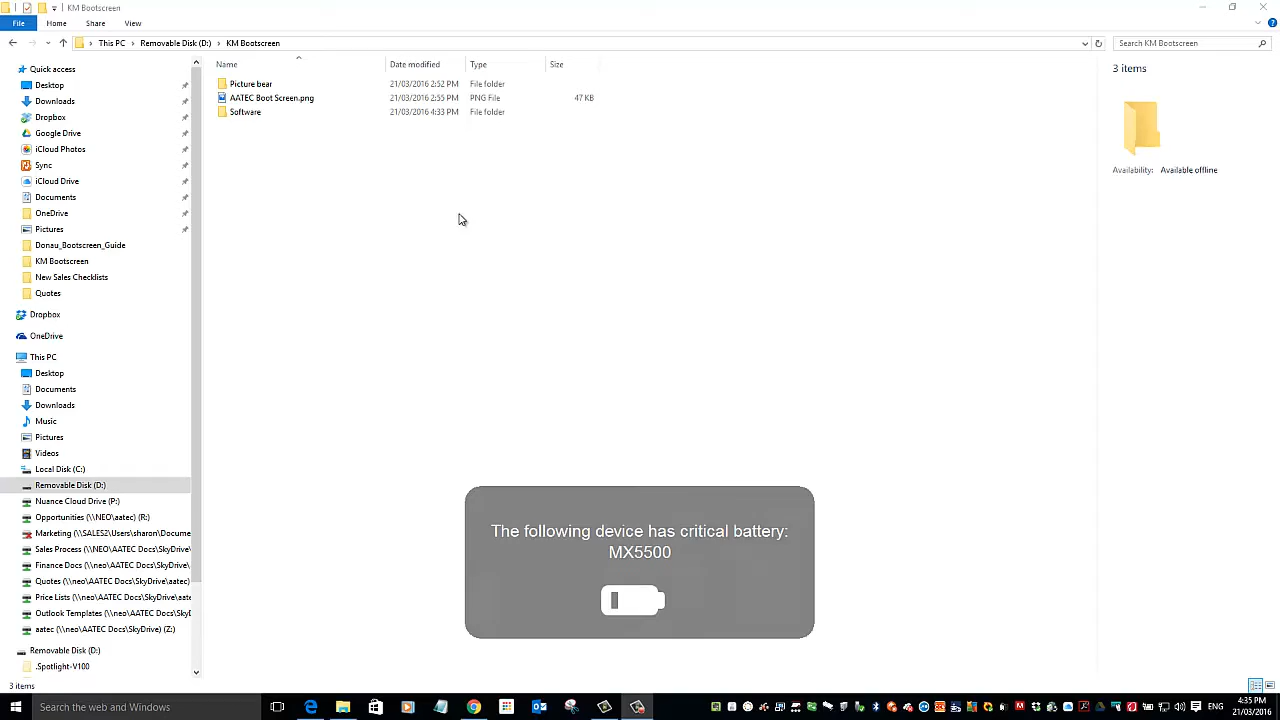 KM Bootscreen
File
Home
Share
View
This PC
Removable Disk (D:)
KM Bootscreen
Search KM Bootscreen
Name
Date modified
Type
Size
Picture bear
21/03/2016 2:52 PM
File folder
AATEC Boot Screen.png
21/03/2016 2:55 PM
PNG File
47 KB
Software
21/03/2016 4:33 PM
File folder
3 items
Availability:
Available offline
Quick access
Desktop
Downloads
Dropbox
Google Drive
iCloud Photos
Sync
iCloud Drive
Documents
OneDrive
Pictures
Donau_Bootscreen_Guide
KM Bootscreen
New Sales Checklists
Quotes
Dropbox
OneDrive
This PC
Desktop
Documents
Downloads
Music
Pictures
Videos
Local Disk (C:)
Removable Disk (D:)
Nuance Cloud Drive (P:)
Opportunities (\\NEO\aatec) (R:)
Marketing (\\SALES2\Users\sharon\Docume
Sales Process (\\NEO\AATEC Docs\SkyDrive\
Finance Docs (\\NEO\AATEC Docs\SkyDrive\
Quotes (\\neo\AATEC Docs\SkyDrive\aatec)
Price Lists (\\neo\AATEC Docs\SkyDrive\aa
Outlook Templates (\\neo\AATEC Docs\SkyD
aatec (\\neo\AATEC Docs\SkyDrive) (Z:)
Removable Disk (D:)
.Spotlight-V100
3 items
The following device has critical battery:
MX5500
Search the web and Windows
ENG
4:35 PM
21/03/2016